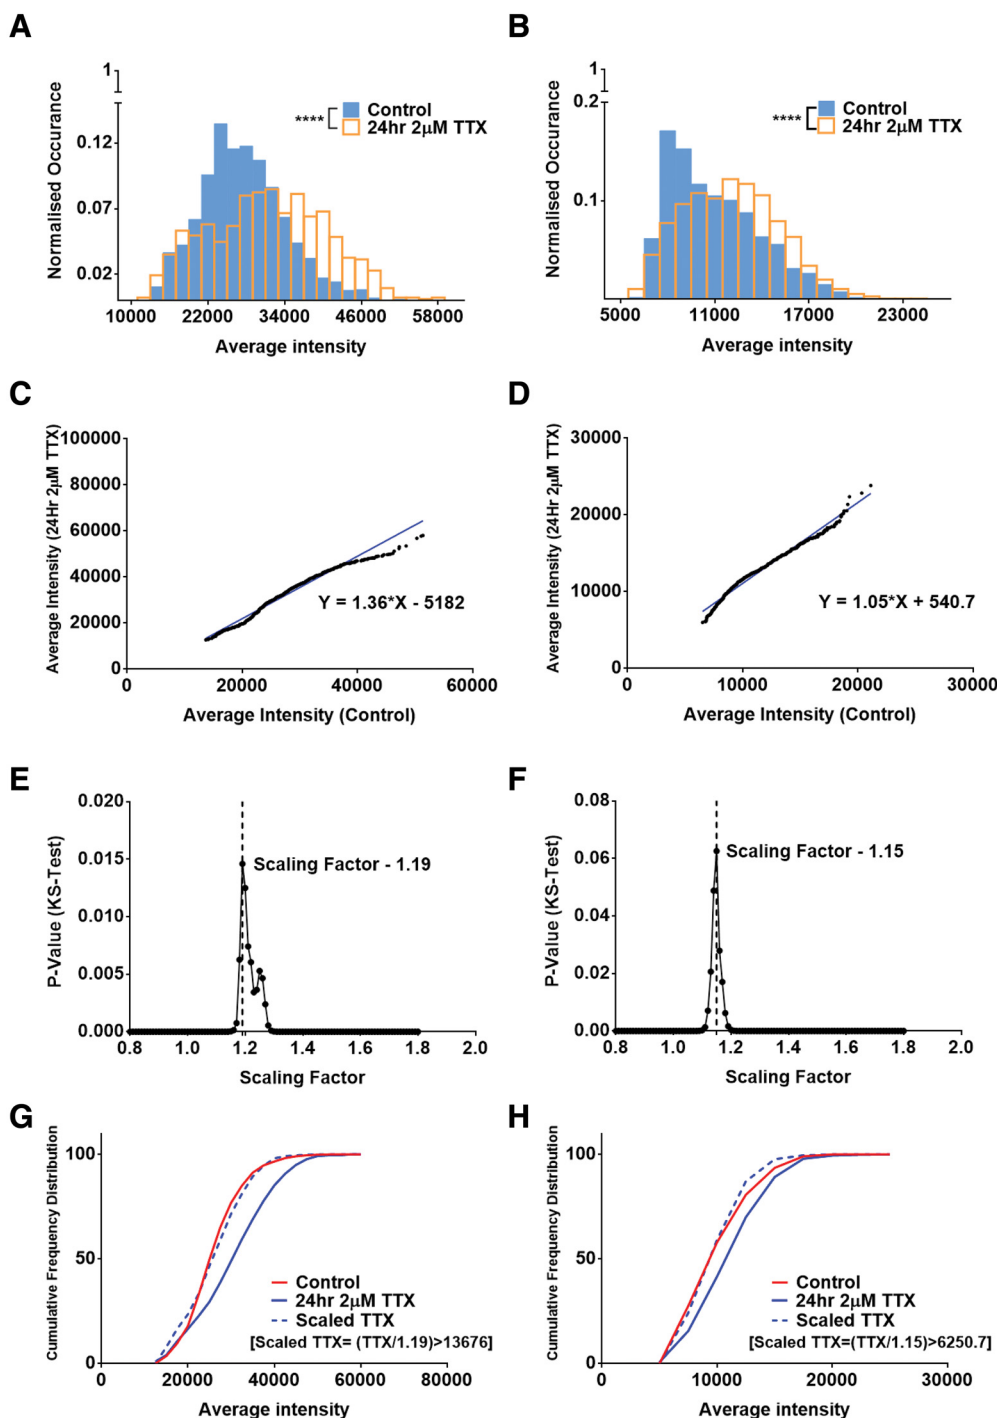 A
B
1
Normalised Occurance
0.12
0.07
0.02
****
Control
24hr 2μM TTX
10000 22000 34000 46000 58000
Average intensity
1
Normalised Occurance
0.2
0.1
****
Control
24hr 2μM TTX
5000 11000 17000 23000
Average intensity
C
D
Average Intensity (24Hr 2μM TTX)
100000
80000
60000
40000
20000
0
Y = 1.36*X - 5182
0 20000 40000 60000
Average Intensity (Control)
Average Intensity (24Hr 2μM TTX)
30000
20000
10000
0
Y = 1.05*X + 540.7
0 10000 20000 30000
Average Intensity (Control)
E
F
P-Value (KS-Test)
0.020
0.015
0.010
0.005
0.000
Scaling Factor - 1.19
0.8 1.0 1.2 1.4 1.6 1.8 2.0
Scaling Factor
P-Value (KS-Test)
0.08
0.06
0.04
0.02
0.00
Scaling Factor - 1.15
0.8 1.0 1.2 1.4 1.6 1.8 2.0
Scaling Factor
G
H
Cumulative Frequency Distribution
100
50
0
Control
24hr 2μM TTX
Scaled TTX
[Scaled TTX= (TTX/1.19)>13676]
20000 40000 60000 80000
Average intensity
Cumulative Frequency Distribution
100
50
0
Control
24hr 2μM TTX
Scaled TTX
[Scaled TTX=(TTX/1.15)>6250.7]
0 10000 20000 30000
Average intensity